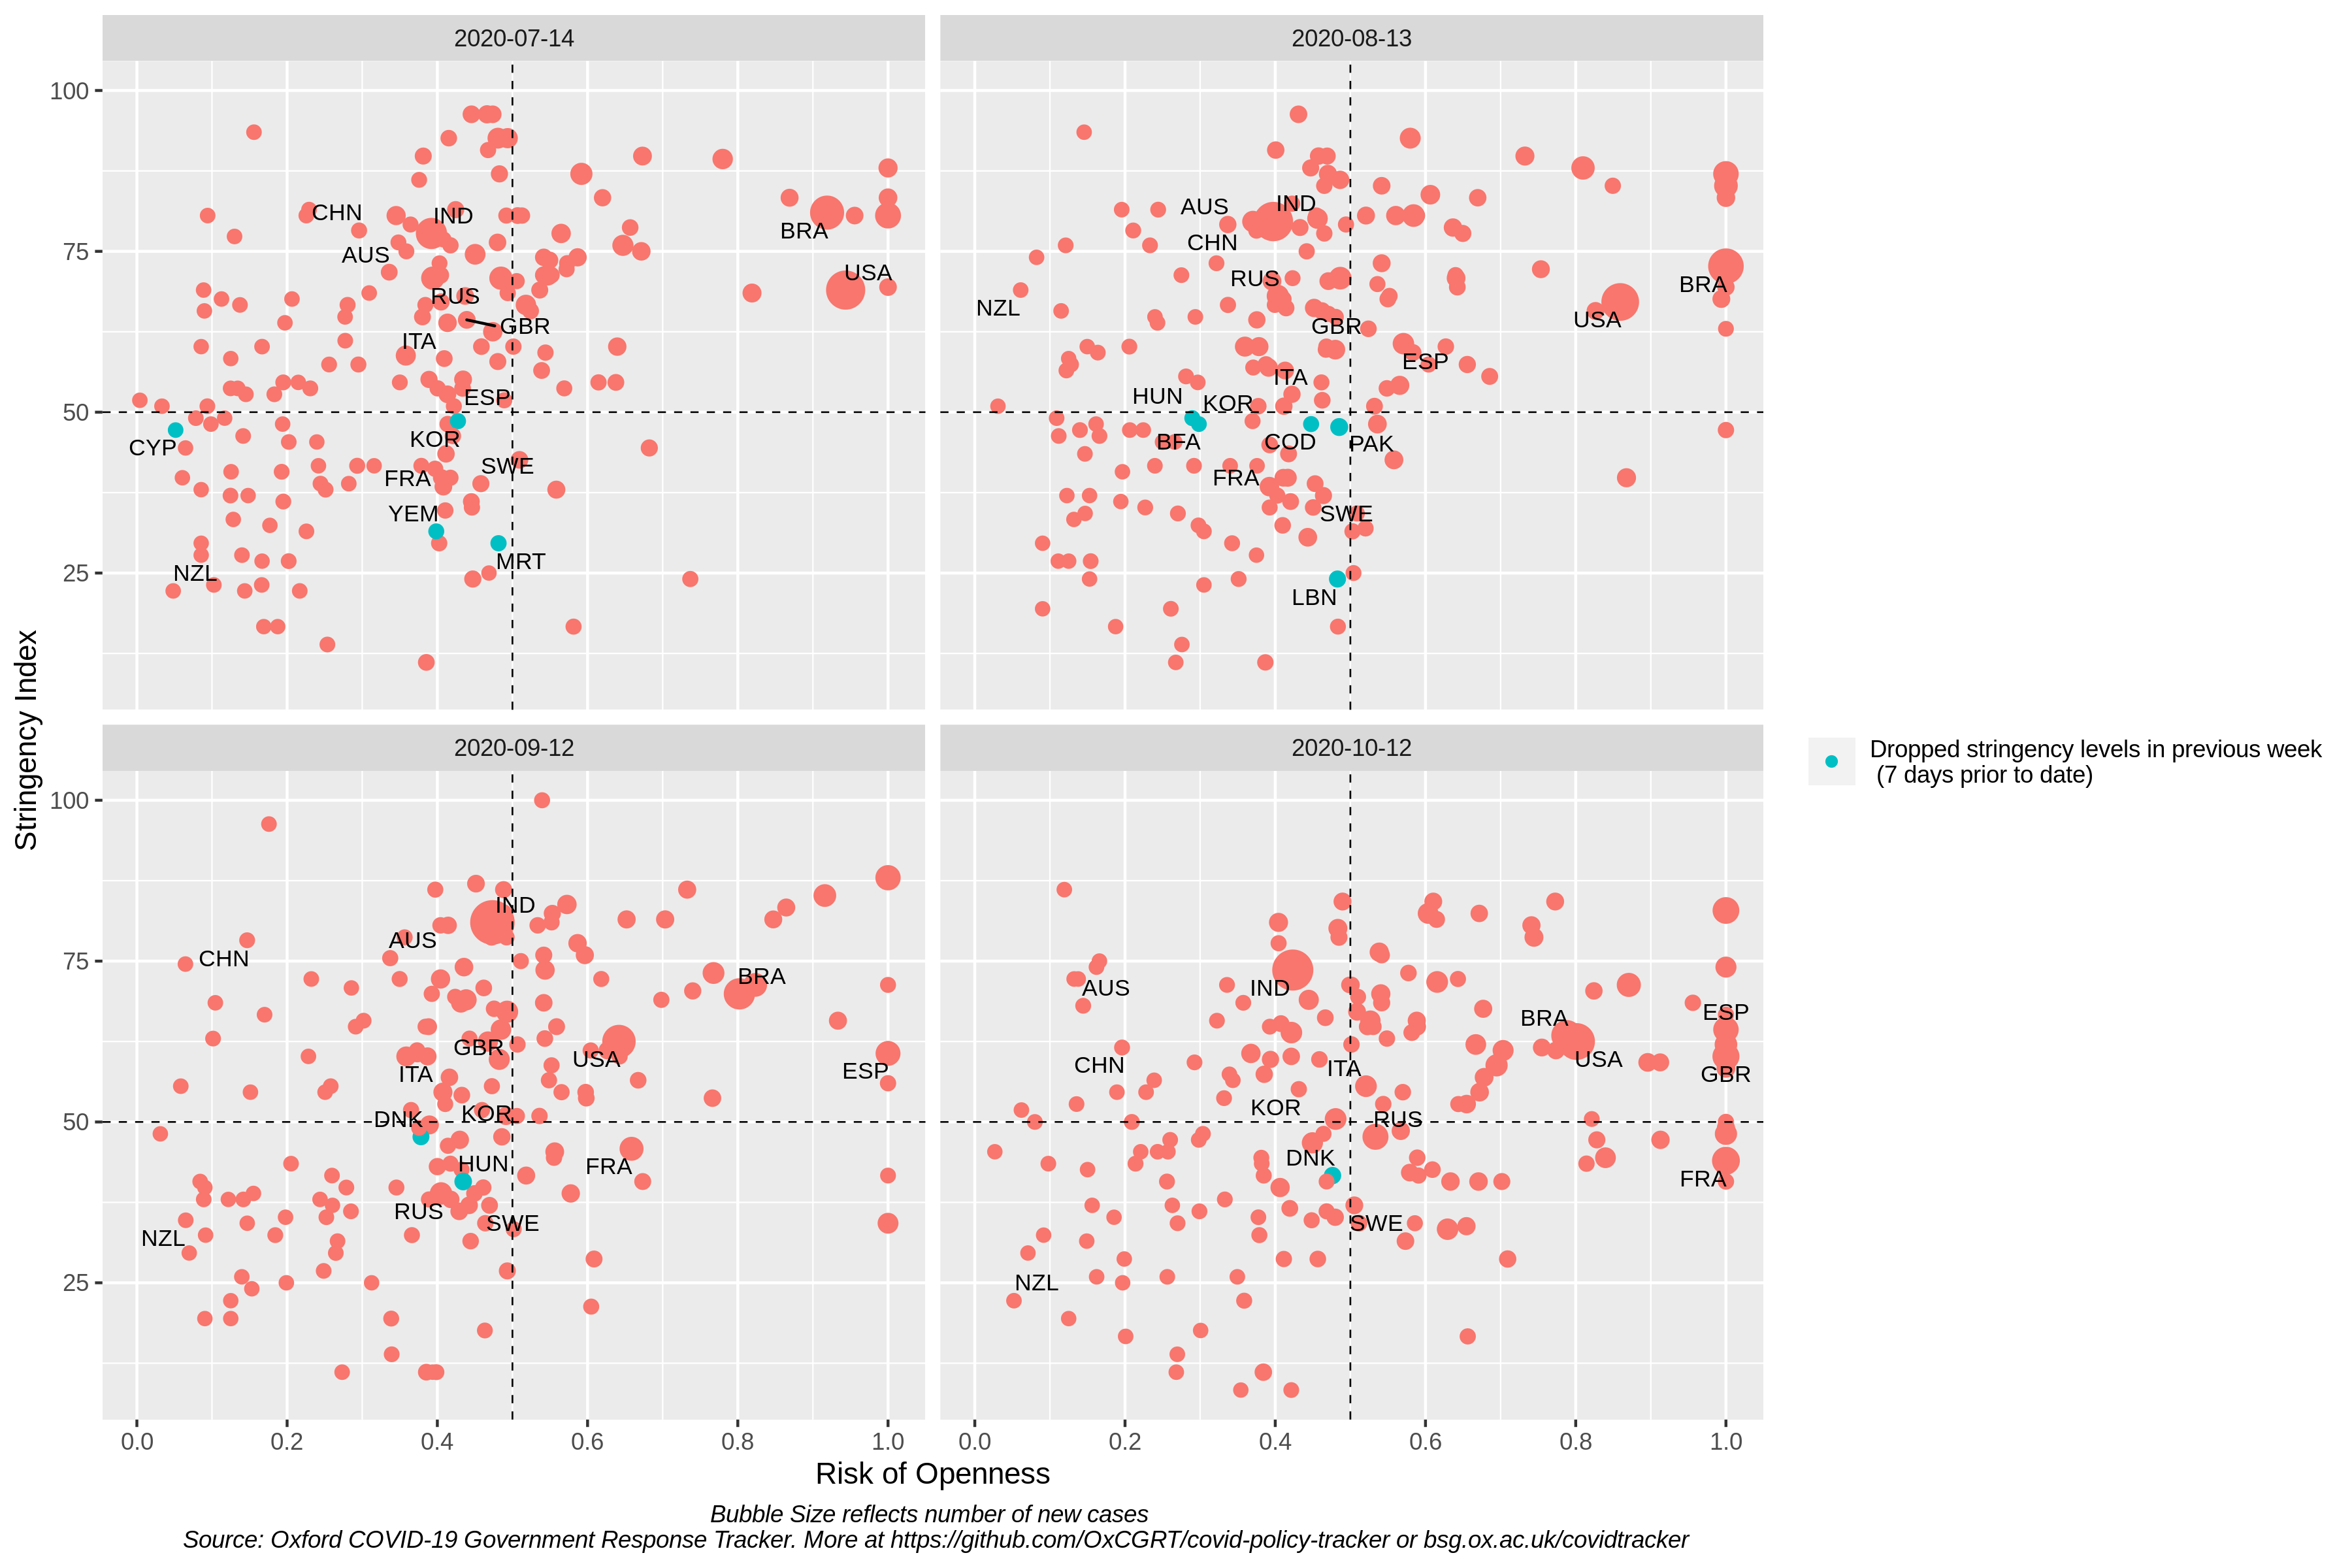 2020-07-14
2020-08-13
100
75
50
25
CHN
IND
AUS
BRA
USA
RUS
GBR
ITA
ESP
KOR
CYP
SWE
FRA
YEM
MRT
NZL
AUS
IND
CHN
RUS
BRA
NZL
USA
GBR
ESP
ITA
HUN
KOR
BFA
COD
PAK
FRA
SWE
LBN
Stringency Index
2020-09-12
2020-10-12
100
75
50
25
IND
AUS
CHN
BRA
GBR
USA
ITA
ESP
KOR
DNK
HUN
FRA
RUS
SWE
NZL
AUS
IND
ESP
BRA
CHN
ITA
USA
GBR
KOR
RUS
DNK
FRA
SWE
NZL
0.0
0.2
0.4
0.6
0.8
1.0
0.0
0.2
0.4
0.6
0.8
1.0
Risk of Openness
Dropped stringency levels in previous week
(7 days prior to date)
Bubble Size reflects number of new cases
Source: Oxford COVID-19 Government Response Tracker. More at https://github.com/OxCGRT/covid-policy-tracker or bsg.ox.ac.uk/covidtracker